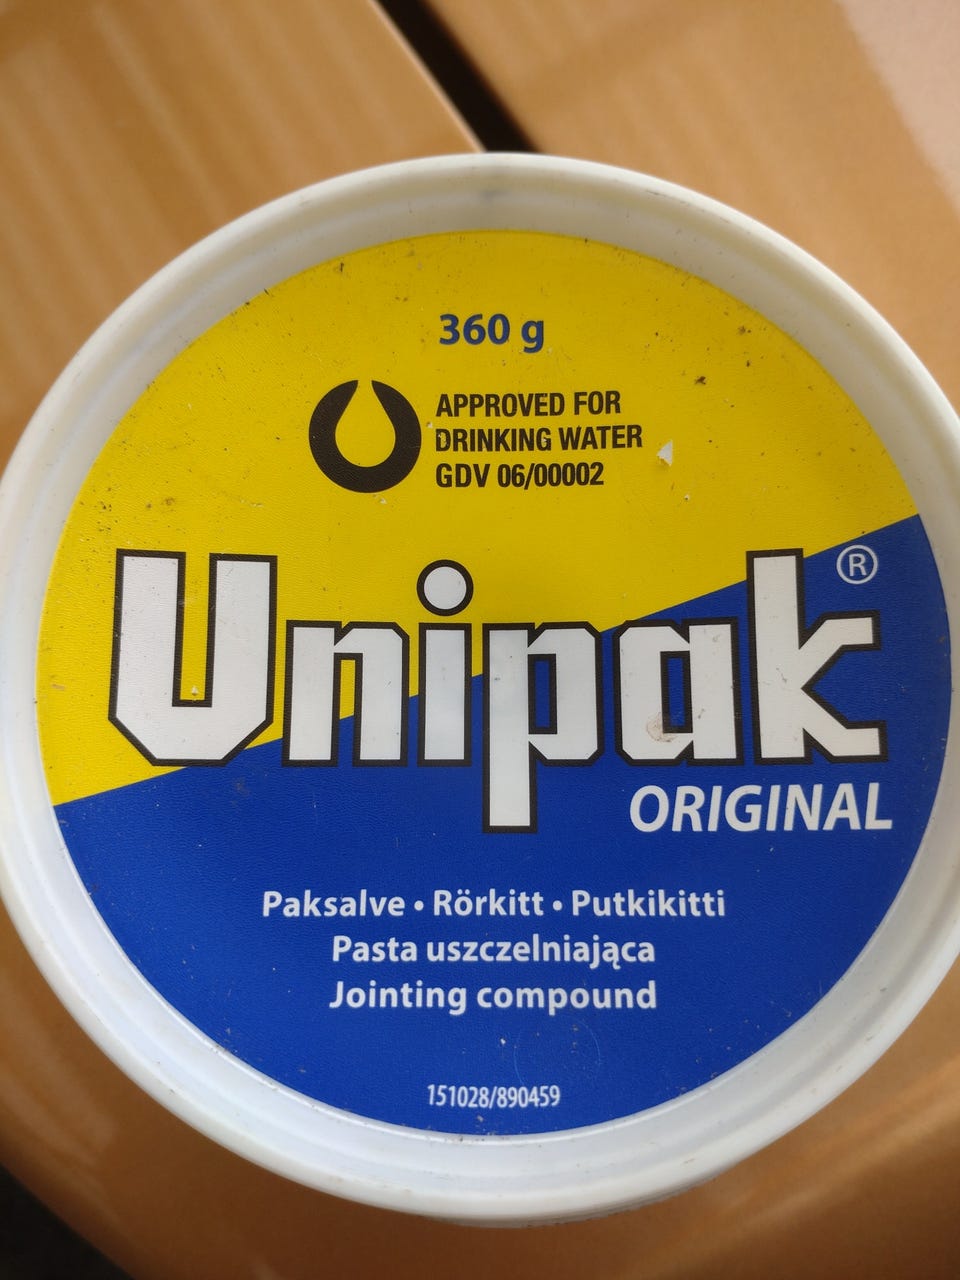 360 g
APPROVED FOR
DRINKING WATER
GDV 06/00002
Unipak®
ORIGINAL
Paksalve • Rörkitt • Putkikitti
Pasta uszczelniająca
Jointing compound
151028/890459